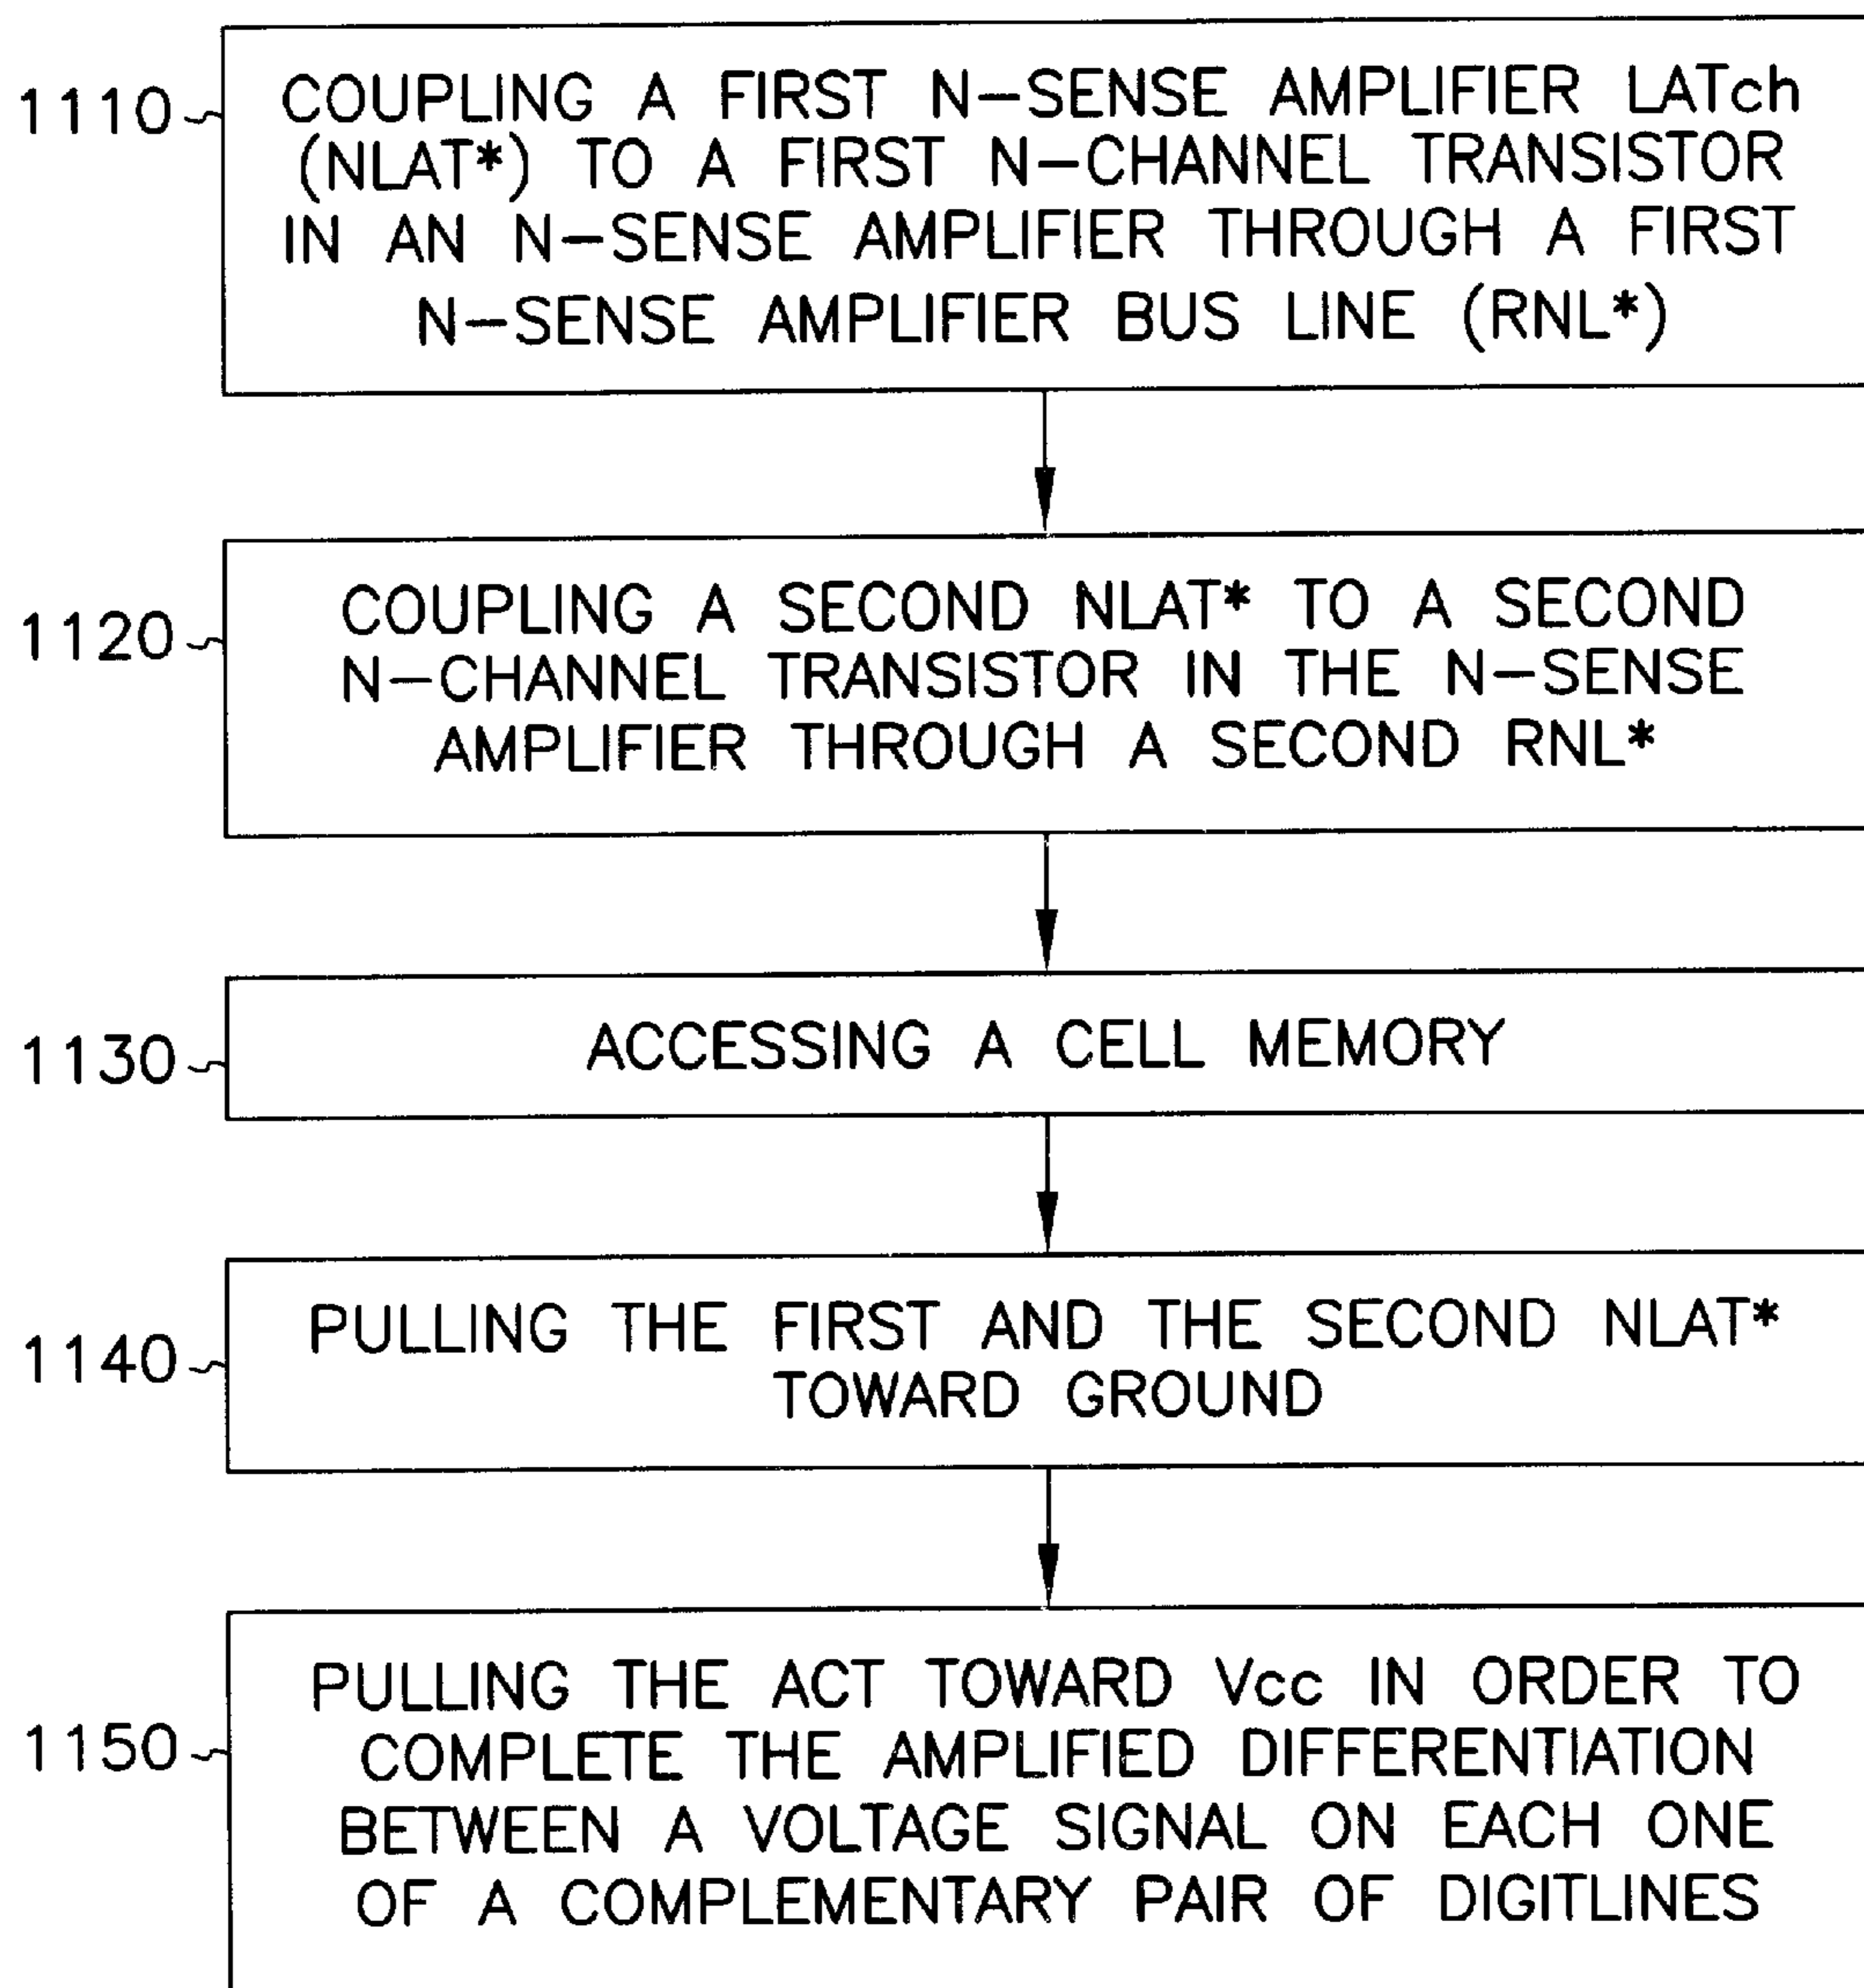 1110
COUPLING A FIRST N-SENSE AMPLIFIER LATch
(NLAT*) TO A FIRST N-CHANNEL TRANSISTOR
IN AN N-SENSE AMPLIFIER THROUGH A FIRST
N-SENSE AMPLIFIER BUS LINE (RNL*)
1120
COUPLING A SECOND NLAT* TO A SECOND
N-CHANNEL TRANSISTOR IN THE N-SENSE
AMPLIFIER THROUGH A SECOND RNL*
1130
ACCESSING A CELL MEMORY
1140
PULLING THE FIRST AND THE SECOND NLAT*
TOWARD GROUND
1150
PULLING THE ACT TOWARD Vcc IN ORDER TO
COMPLETE THE AMPLIFIED DIFFERENTIATION
BETWEEN A VOLTAGE SIGNAL ON EACH ONE
OF A COMPLEMENTARY PAIR OF DIGITLINES